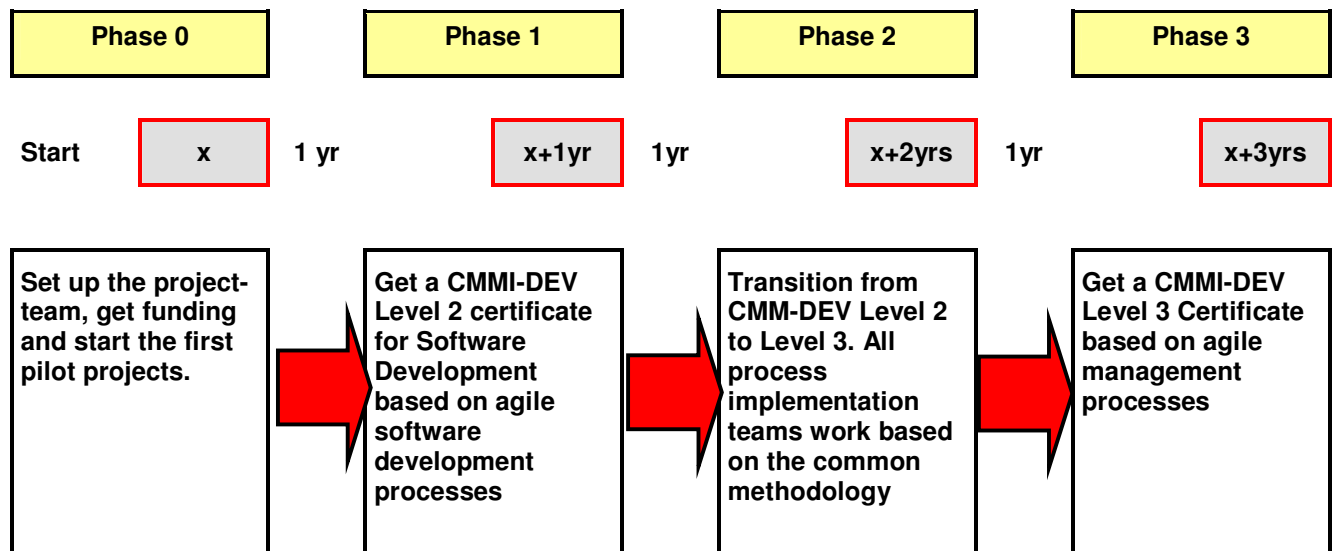 Phase 0
Phase 1
Phase 2
Phase 3
Start
x
1 yr
x+1yr
1yr
x+2yrs
1yr
x+3yrs
Set up the project-
team, get funding
and start the first
pilot projects.
Get a CMMI-DEV
Level 2 certificate
for Software
Development
based on agile
software
development
processes
Transition from
CMM-DEV Level 2
to Level 3. All
process
implementation
teams work based
on the common
methodology
Get a CMMI-DEV
Level 3 Certificate
based on agile
management
processes